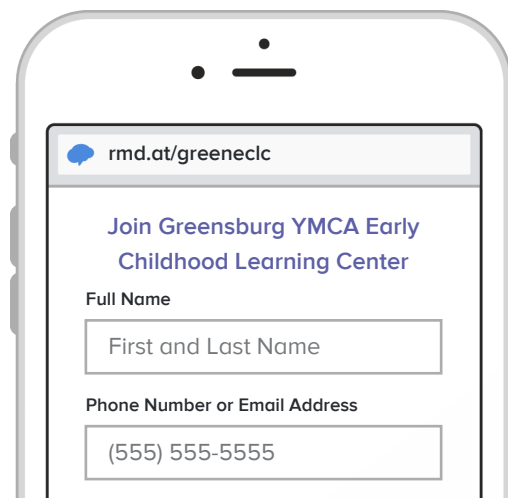 rmd.at/greeneclc
Join Greensburg YMCA Early
Childhood Learning Center
Full Name
First and Last Name
Phone Number or Email Address
(555) 555-5555